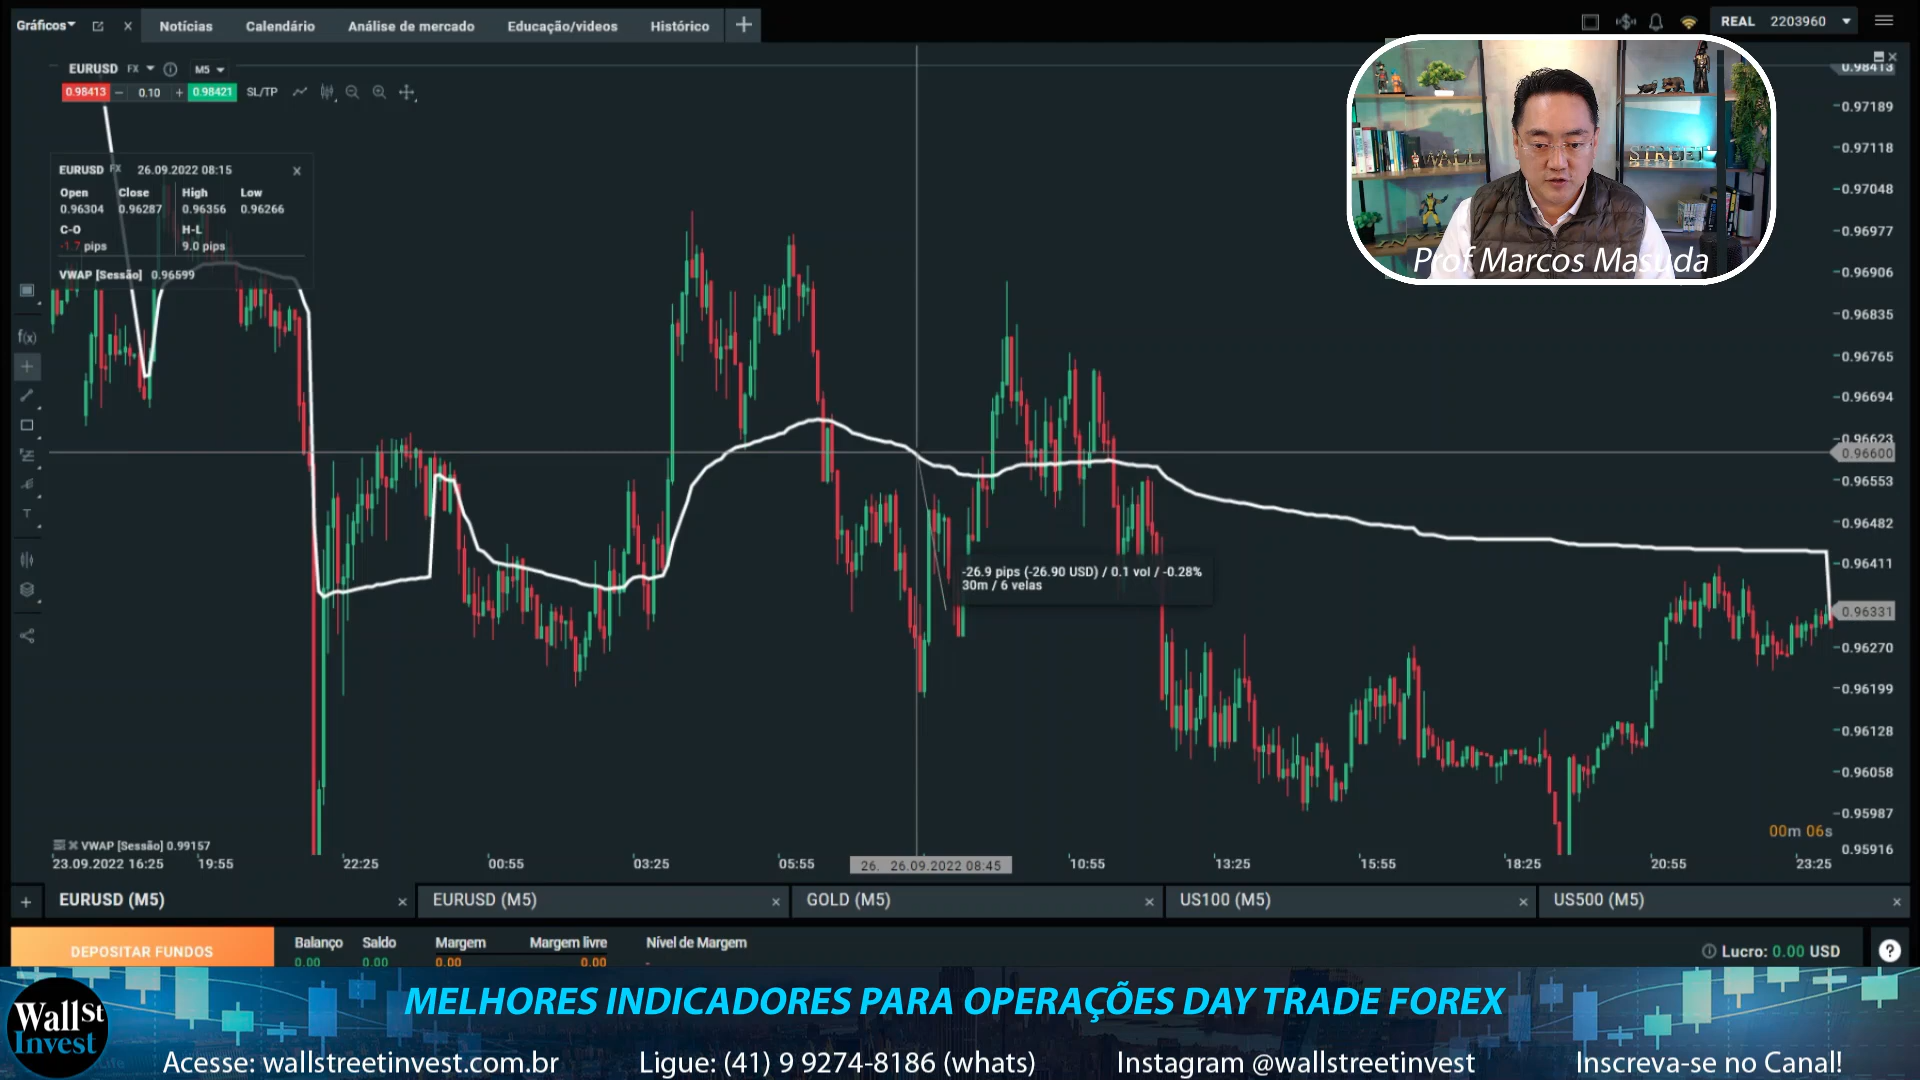 Gráficos
Notícias
Calendário
Análise de mercado
Educação/videos
Histórico
REAL 2203960
EURUSD FX M5
0.98413 – 0.10 + 0.98421 SL/TP
EURUSD FX 26.09.2022 08:15
Open Close High Low
0.96304 0.96287 0.96356 0.96266
C-O H-L
-1.7 pips 9.0 pips
VWAP [Sessão] 0.96599
f(x)
T
WALL STREET
Prof Marcos Masuda
0.98413
0.97189
0.97118
0.97048
0.96977
0.96906
0.96835
0.96765
0.96694
0.96623
0.96600
0.96553
0.96482
0.96411
0.96331
0.96270
0.96199
0.96128
0.96058
0.95987
0.95916
-26.9 pips (-26.90 USD) / 0.1 vol / -0.28%
30m / 6 velas
00m 06s
VWAP [Sessão] 0.99157
23.09.2022 16:25 19:55 22:25 00:55 03:25 05:55 26. 26.09.2022 08:45 10:55 13:25 15:55 18:25 20:55 23:25
+ EURUSD (M5) × EURUSD (M5) × GOLD (M5) × US100 (M5) × US500 (M5) ×
DEPOSITAR FUNDOS
Balanço Saldo Margem Margem livre Nível de Margem
0.00 0.00 0.00 0.00 -
Lucro: 0.00 USD
?
Wall St
Invest
MELHORES INDICADORES PARA OPERAÇÕES DAY TRADE FOREX
Acesse: wallstreetinvest.com.br Ligue: (41) 9 9274-8186 (whats) Instagram @wallstreetinvest Inscreva-se no Canal!